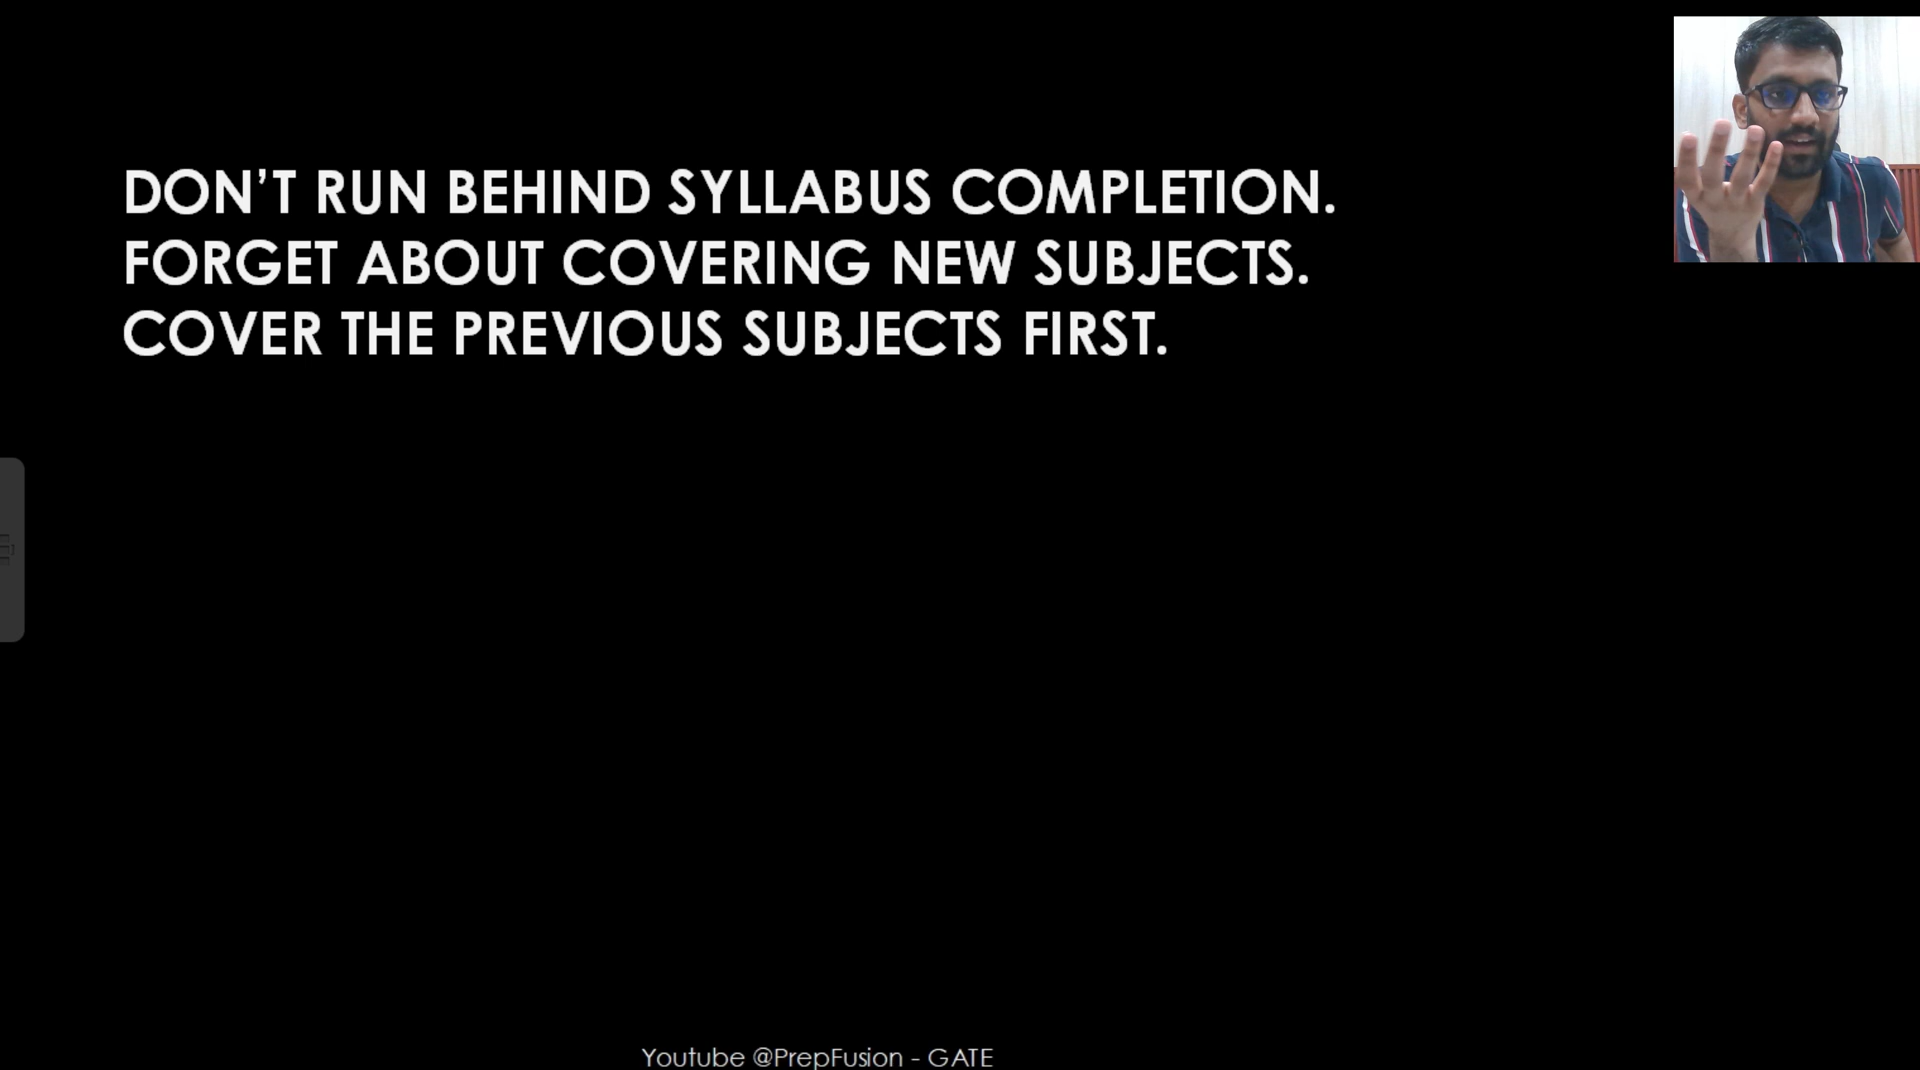 DON'T RUN BEHIND SYLLABUS COMPLETION.
FORGET ABOUT COVERING NEW SUBJECTS.
COVER THE PREVIOUS SUBJECTS FIRST.
Youtube @PrepFusion - GATE